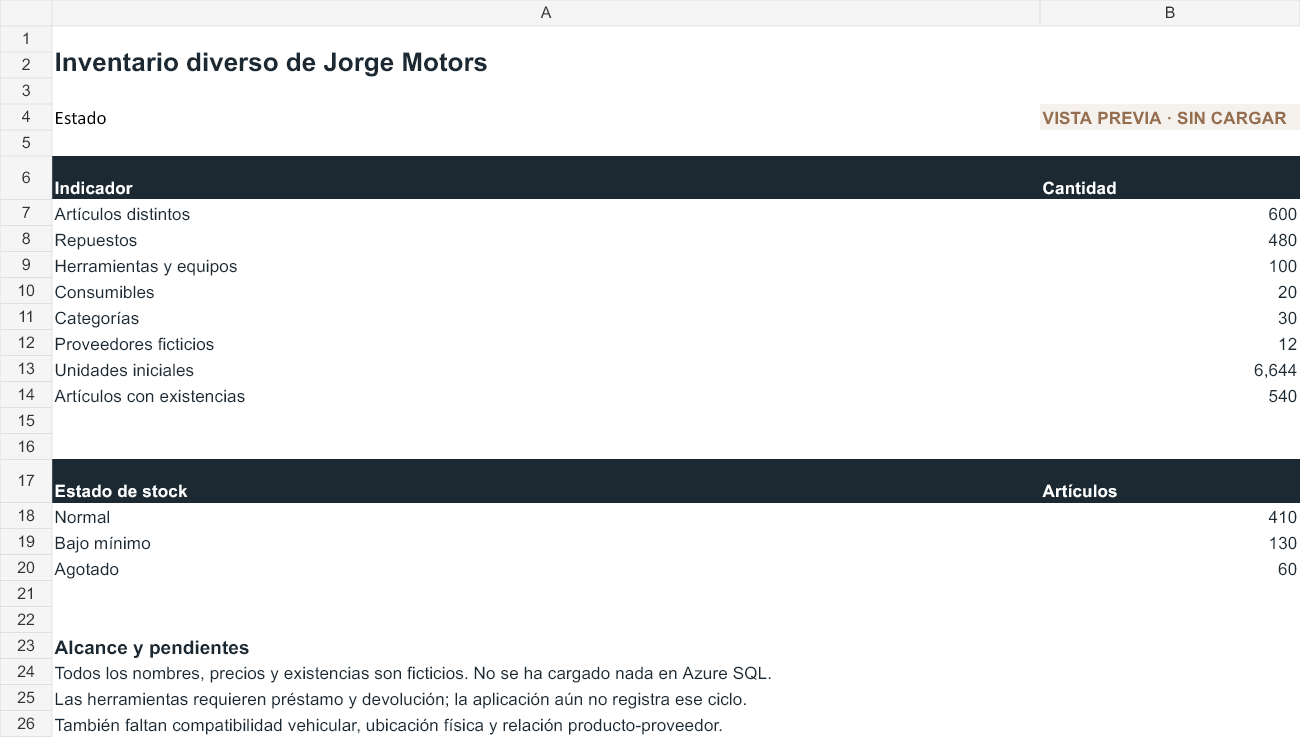 A B
1
2 Inventario diverso de Jorge Motors
3
4 Estado VISTA PREVIA · SIN CARGAR
5
6 Indicador Cantidad
7 Artículos distintos 600
8 Repuestos 480
9 Herramientas y equipos 100
10 Consumibles 20
11 Categorías 30
12 Proveedores ficticios 12
13 Unidades iniciales 6,644
14 Artículos con existencias 540
15
16
17 Estado de stock Artículos
18 Normal 410
19 Bajo mínimo 130
20 Agotado 60
21
22
23 Alcance y pendientes
24 Todos los nombres, precios y existencias son ficticios. No se ha cargado nada en Azure SQL.
25 Las herramientas requieren préstamo y devolución; la aplicación aún no registra ese ciclo.
26 También faltan compatibilidad vehicular, ubicación física y relación producto-proveedor.